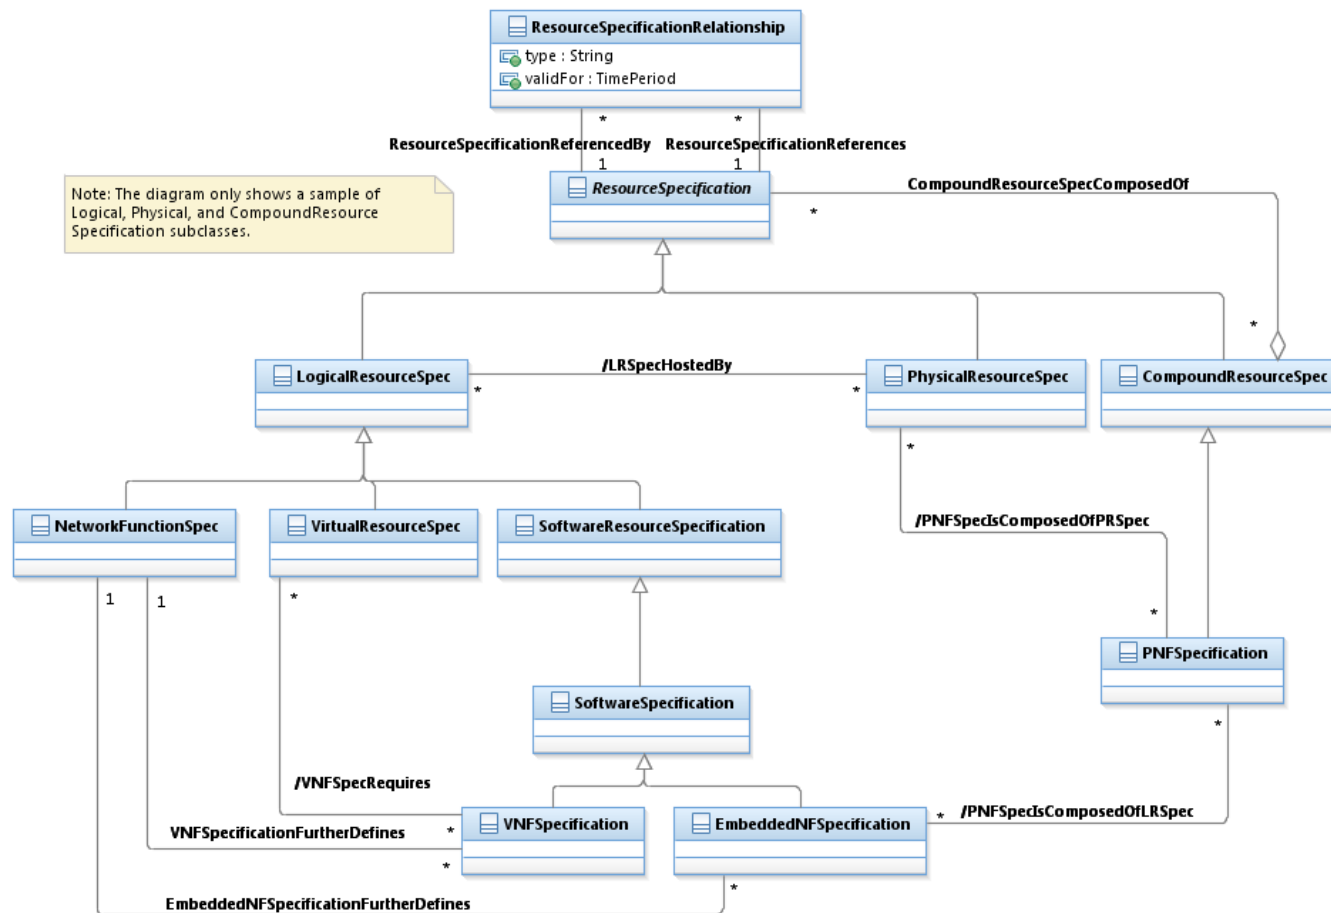 ResourceSpecificationRelationship
type : String
validFor : TimePeriod
*
*
ResourceSpecificationReferencedBy
ResourceSpecificationReferences
1
1
Note: The diagram only shows a sample of
Logical, Physical, and CompoundResource
Specification subclasses.
ResourceSpecification
CompoundResourceSpecComposedOf
*
*
LogicalResourceSpec
/LRSpecHostedBy
PhysicalResourceSpec
CompoundResourceSpec
*
*
*
NetworkFunctionSpec
VirtualResourceSpec
SoftwareResourceSpecification
/PNFSpecIsComposedOfPRSpec
1
1
*
*
PNFSpecification
SoftwareSpecification
*
/VNFSpecRequires
VNFSpecification
EmbeddedNFSpecification
*
/PNFSpecIsComposedOfLRSpec
VNFSpecificationFurtherDefines
*
*
*
EmbeddedNFSpecificationFurtherDefines